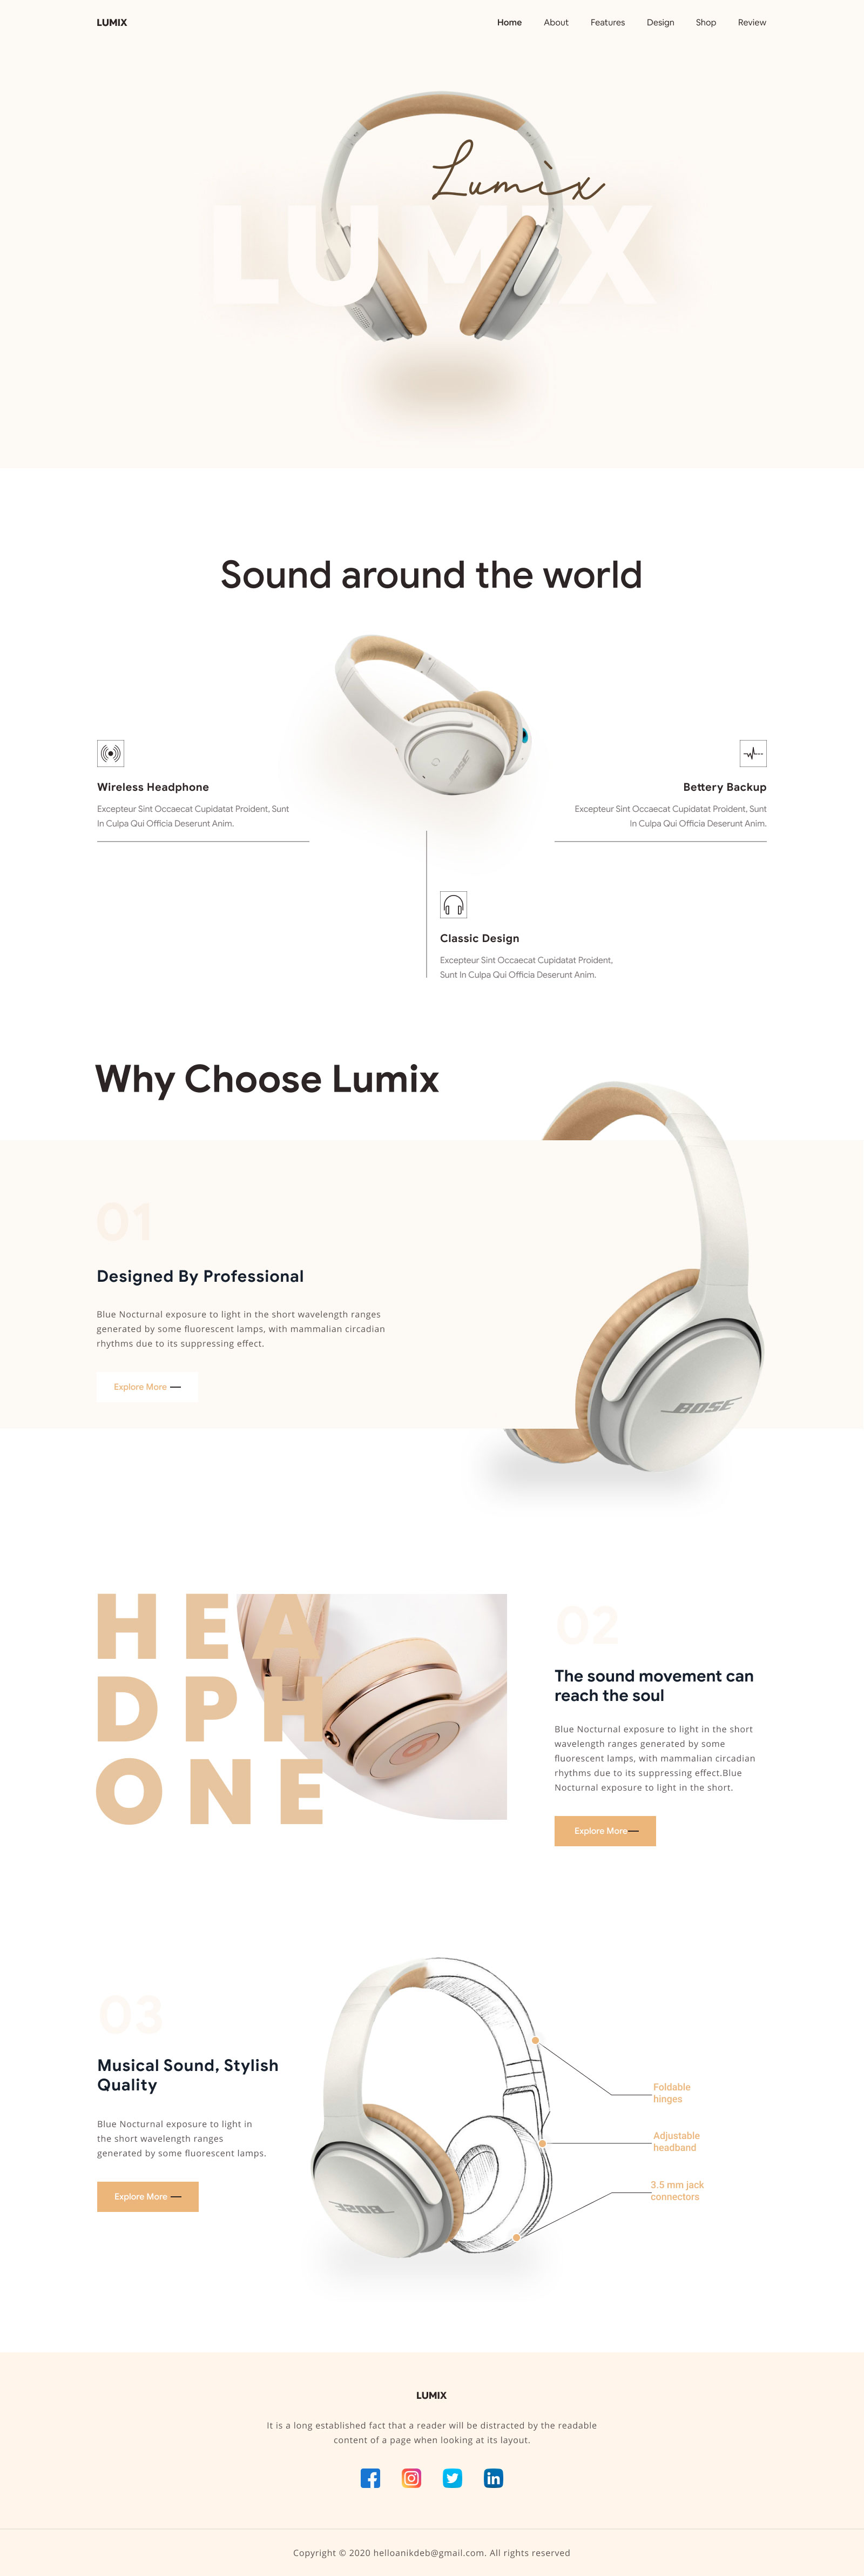 LUMIX
Home About Features Design Shop Review
Lumix
LUMIX
Sound around the world
BOSE
Wireless Headphone
Excepteur Sint Occaecat Cupidatat Proident, Sunt
In Culpa Qui Officia Deserunt Anim.
Bettery Backup
Excepteur Sint Occaecat Cupidatat Proident, Sunt
In Culpa Qui Officia Deserunt Anim.
Classic Design
Excepteur Sint Occaecat Cupidatat Proident,
Sunt In Culpa Qui Officia Deserunt Anim.
Why Choose Lumix
01
Designed By Professional
Blue Nocturnal exposure to light in the short wavelength ranges
generated by some fluorescent lamps, with mammalian circadian
rhythms due to its suppressing effect.
Explore More
BOSE
HEA
DPH
ONE
02
The sound movement can
reach the soul
Blue Nocturnal exposure to light in the short
wavelength ranges generated by some
fluorescent lamps, with mammalian circadian
rhythms due to its suppressing effect.Blue
Nocturnal exposure to light in the short.
Explore More
03
Musical Sound, Stylish
Quality
Blue Nocturnal exposure to light in
the short wavelength ranges
generated by some fluorescent lamps.
Explore More
BOSE
Foldable
hinges
Adjustable
headband
3.5 mm jack
connectors
LUMIX
It is a long established fact that a reader will be distracted by the readable
content of a page when looking at its layout.
Copyright © 2020 helloanikdeb@gmail.com. All rights reserved